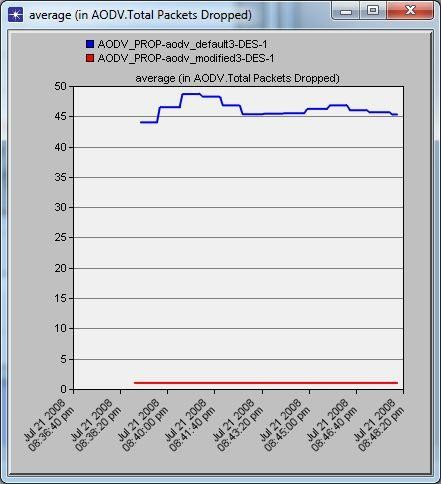 average (in AODV.Total Packets Dropped)
AODV_PROP-aodv_default3-DES-1
AODV_PROP-aodv_modified3-DES-1
average (in AODV.Total Packets Dropped)
50
45
40
35
30
25
20
15
10
5
0
Jul 21 2008
08:36:40 pm
Jul 21 2008
08:38:20 pm
Jul 21 2008
08:40:00 pm
Jul 21 2008
08:41:40 pm
Jul 21 2008
08:43:20 pm
Jul 21 2008
08:45:00 pm
Jul 21 2008
08:46:40 pm
Jul 21 2008
08:48:20 pm